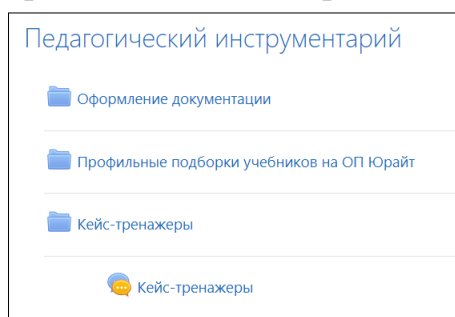 Педагогический инструментарий
Оформление документации
Профильные подборки учебников на ОП Юрайт
Кейс-тренажеры
Кейс-тренажеры